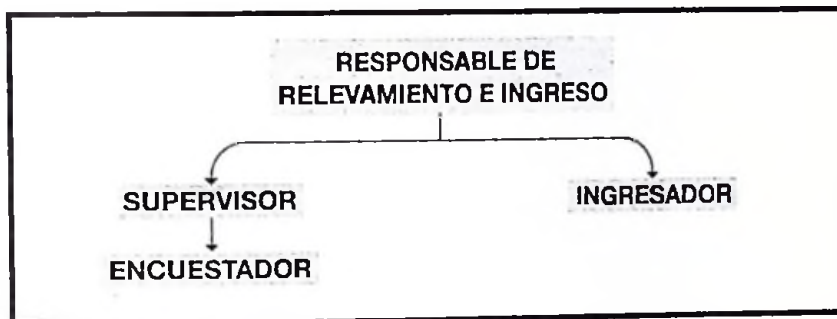 RESPONSABLE DE
RELEVAMIENTO E INGRESO
SUPERVISOR
INGRESADOR
ENCUESTADOR